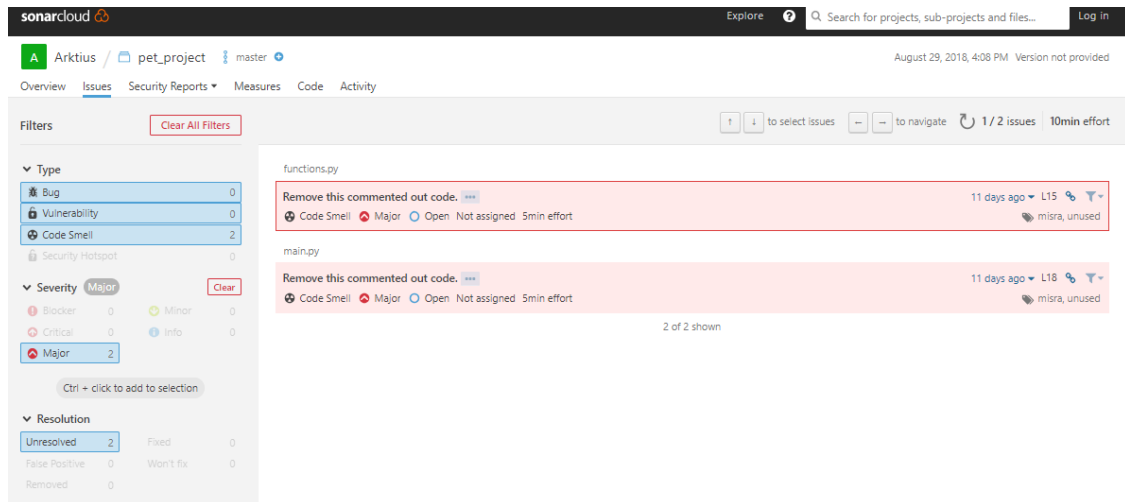 sonarcloud
Explore ? Search for projects, sub-projects and files... Log in
A Arktius / pet_project master August 29, 2018, 4:08 PM Version not provided
Overview Issues Security Reports Measures Code Activity
Filters Clear All Filters ↑ ↓ to select issues ← → to navigate 1 / 2 issues 10min effort
Type
Bug 0
Vulnerability 0
Code Smell 2
Security Hotspot 0
Severity Major Clear
Blocker 0 Minor 0
Critical 0 Info 0
Major 2
Ctrl + click to add to selection
Resolution
Unresolved 2 Fixed 0
False Positive 0 Won't fix 0
Removed 0
functions.py
Remove this commented out code. ••• 11 days ago L15
Code Smell Major Open Not assigned 5min effort misra, unused
main.py
Remove this commented out code. ••• 11 days ago L18
Code Smell Major Open Not assigned 5min effort misra, unused
2 of 2 shown